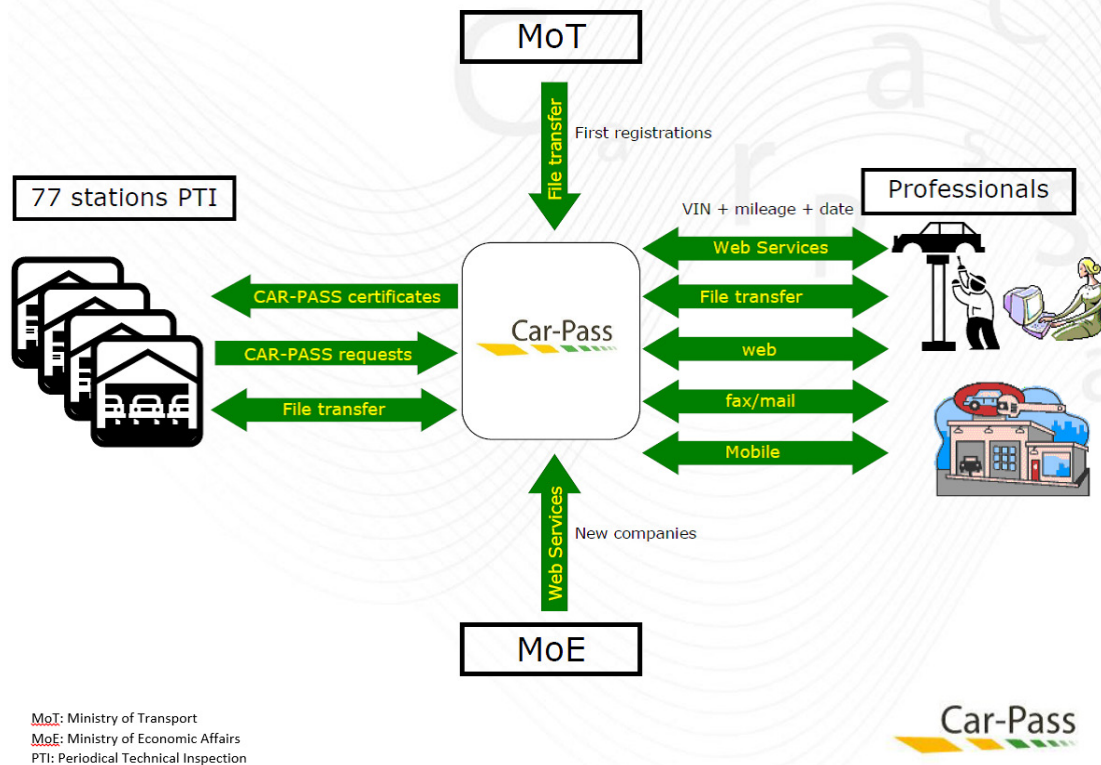 MoT
File transfer
First registrations
77 stations PTI
Professionals
VIN + mileage + date
Web Services
CAR-PASS certificates
File transfer
Car-Pass
CAR-PASS requests
web
File transfer
fax/mail
Mobile
Web Services
New companies
MoE
MoT: Ministry of Transport
MoE: Ministry of Economic Affairs
PTI: Periodical Technical Inspection
Car-Pass